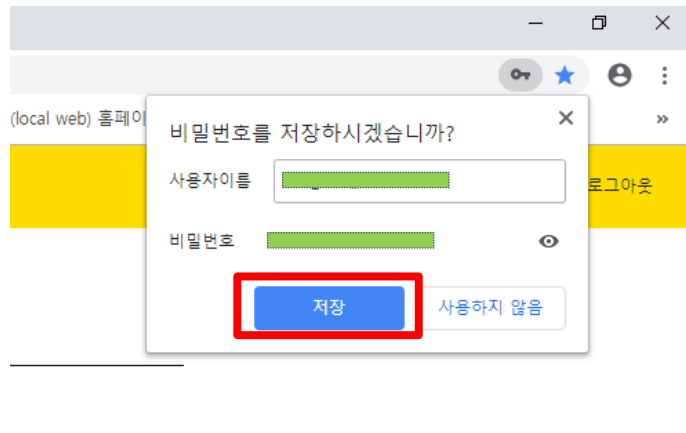 (local web) 홈페이
비밀번호를 저장하시겠습니까?
사용자이름
로그아웃
비밀번호
저장
사용하지 않음